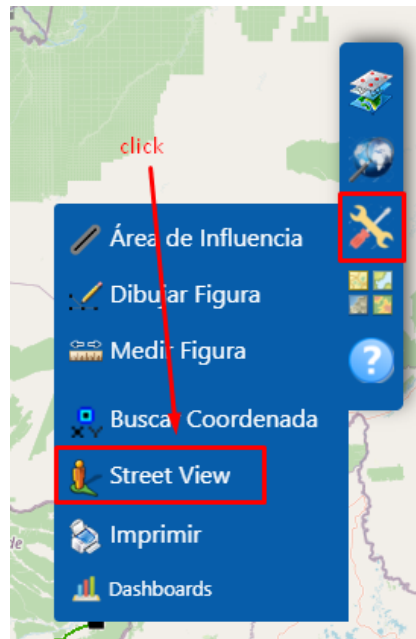 click
Área de Influencia
Dibujar Figura
Medir Figura
Buscar Coordenada
Street View
Imprimir
Dashboards